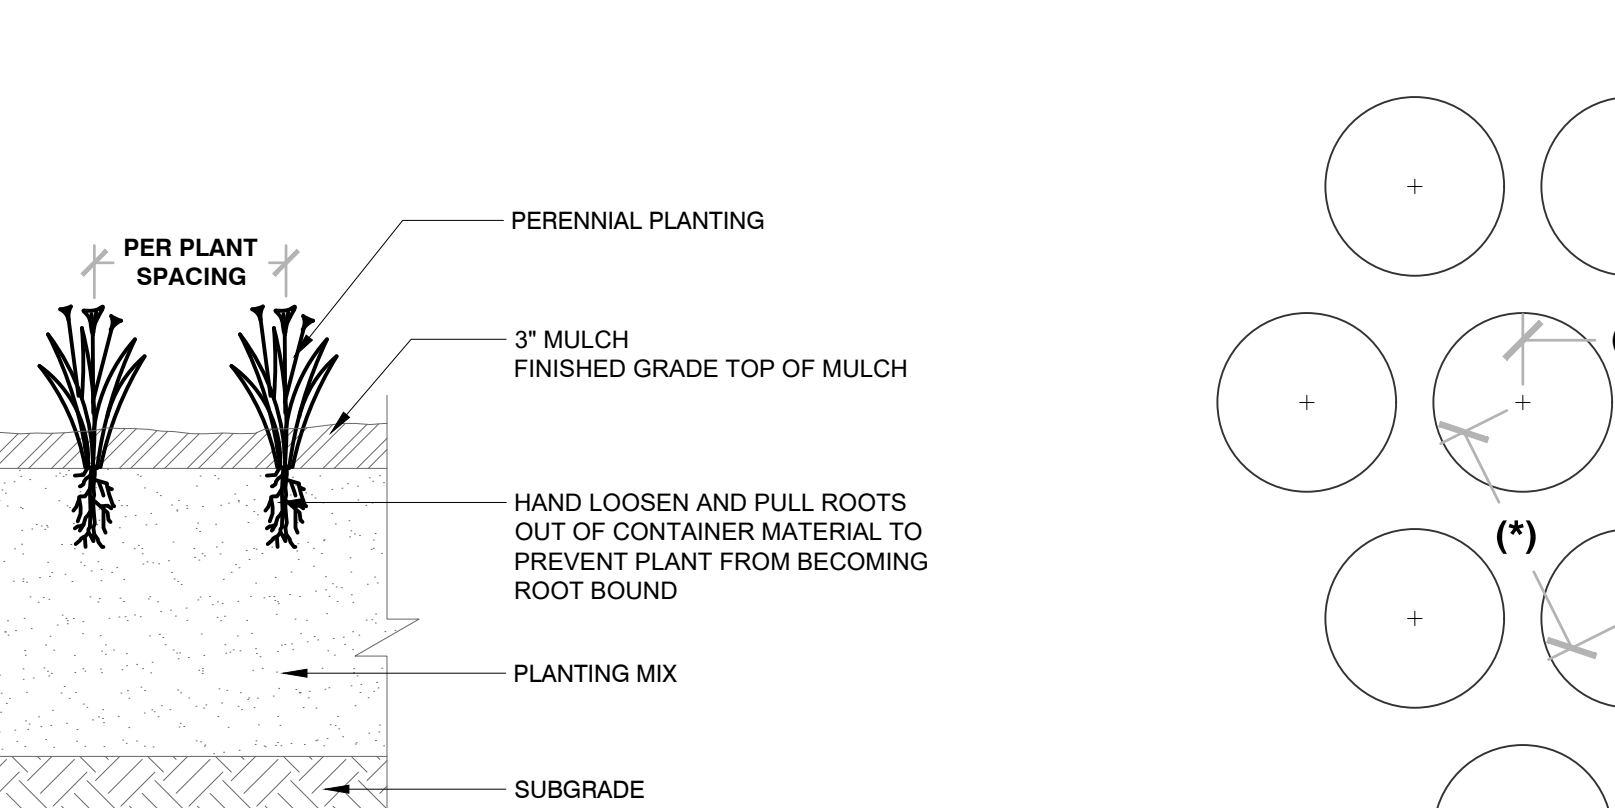 PER PLANT
SPACING
PERENNIAL PLANTING
3" MULCH
FINISHED GRADE TOP OF MULCH
HAND LOOSEN AND PULL ROOTS
OUT OF CONTAINER MATERIAL TO
PREVENT PLANT FROM BECOMING
ROOT BOUND
PLANTING MIX
SUBGRADE
(*)